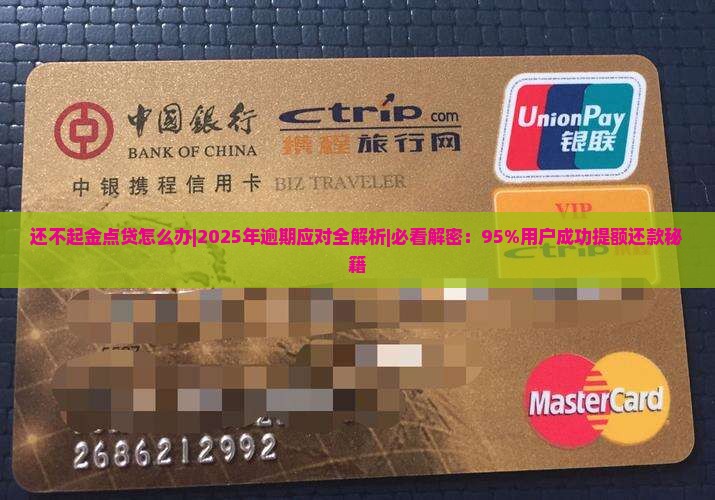 中國銀行
BANK OF CHINA
Ctrip.com
携程旅行网
UnionPay
银联
中银携程信用卡 BIZ TRAVELER
VIP
还不起金点贷怎么办|2025年逾期应对全解析|必看解密：95%用户成功提额还款秘
籍
MasterCard
2686212992